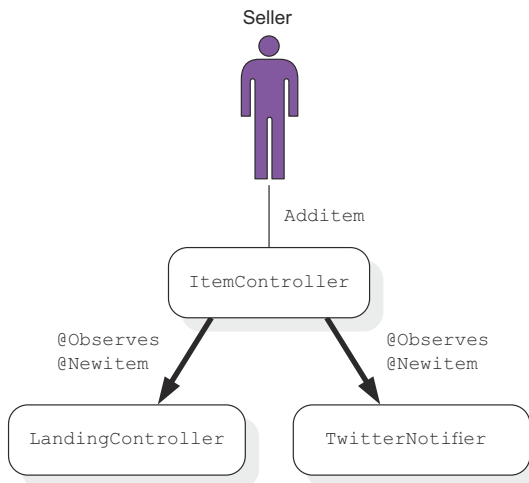 Seller
Additem
ItemController
@Observes
@Newitem
@Observes
@Newitem
LandingController
TwitterNotifier